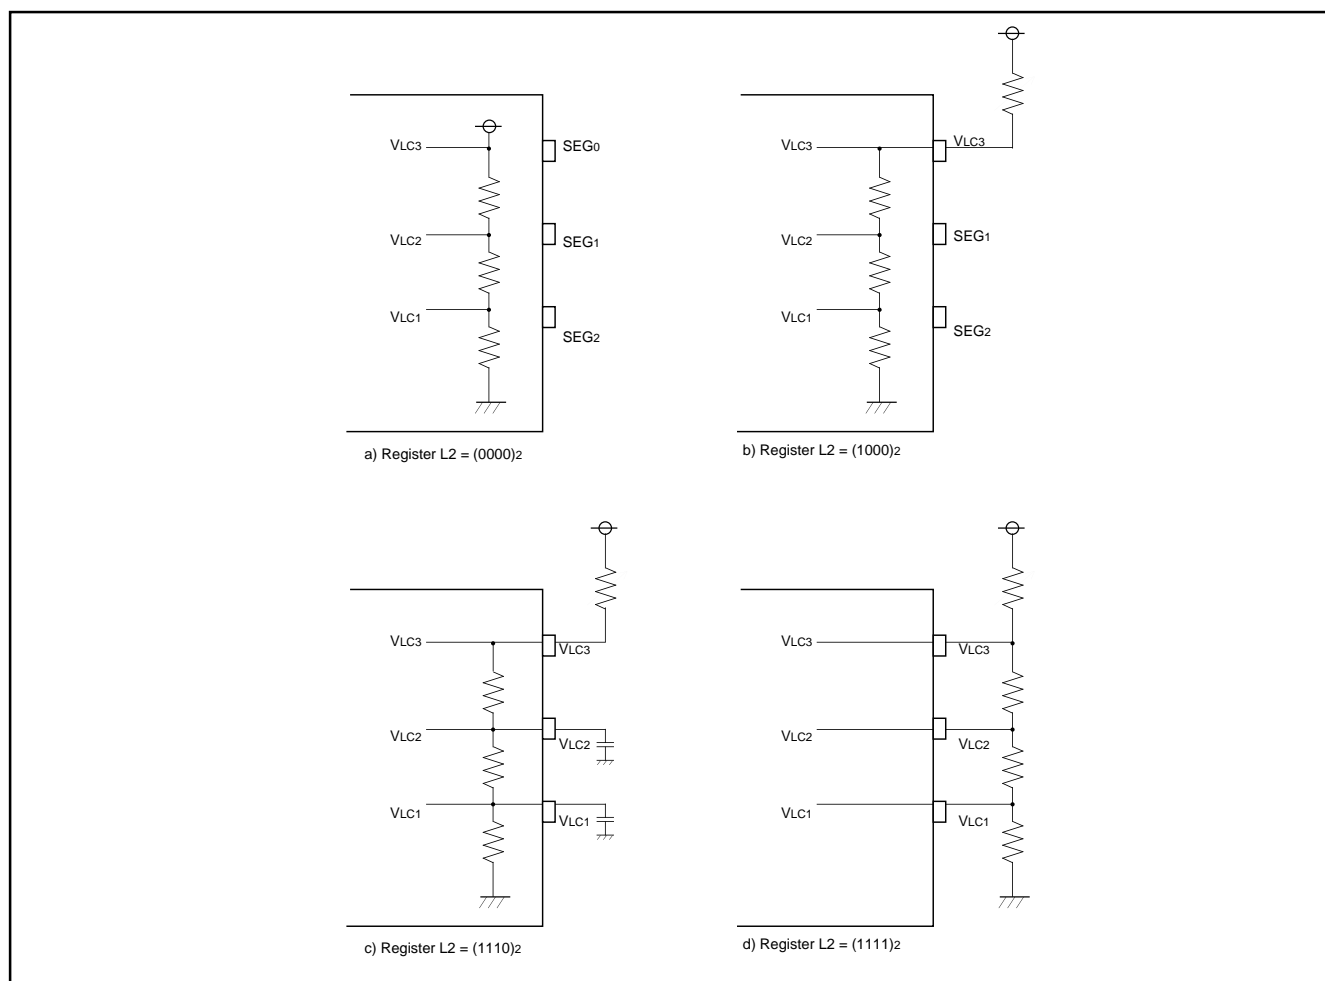 VLC3
SEG0
VLC2
SEG1
VLC1
SEG2
a) Register L2 = (0000)2
VLC3
VLC3
VLC2
SEG1
VLC1
SEG2
b) Register L2 = (1000)2
VLC3
VLC3
VLC2
VLC2
VLC1
VLC1
c) Register L2 = (1110)2
VLC3
VLC3
VLC2
VLC2
VLC1
VLC1
d) Register L2 = (1111)2